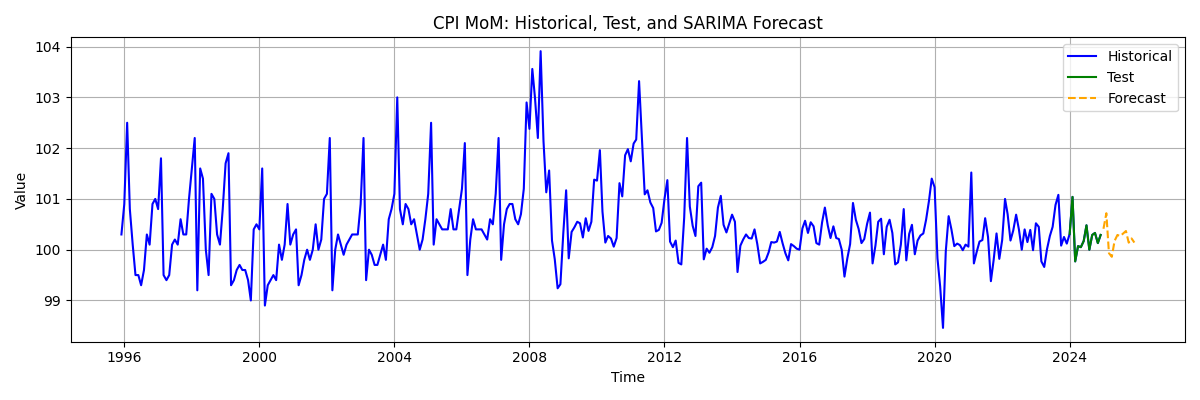 CPI MoM: Historical, Test, and SARIMA Forecast
Value
104
103
102
101
100
99
Historical
Test
Forecast
1996 2000 2004 2008 2012 2016 2020 2024
Time